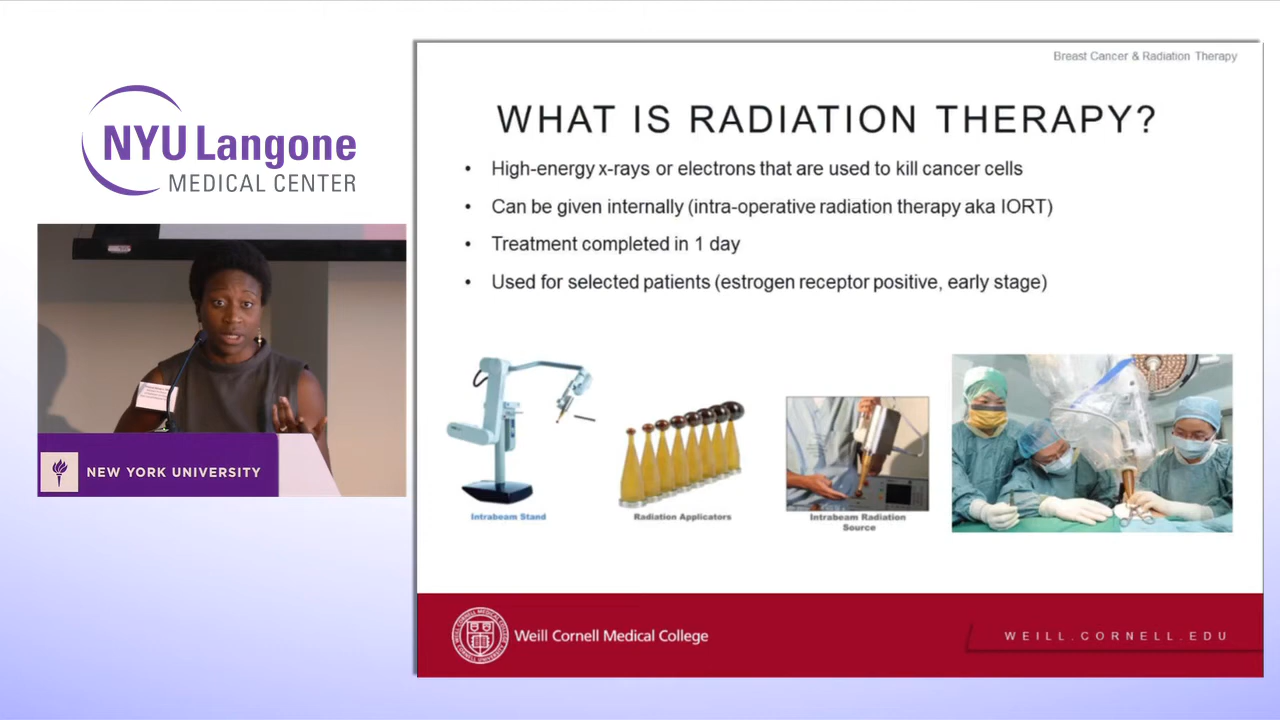 NYU Langone
MEDICAL CENTER
NEW YORK UNIVERSITY
Breast Cancer & Radiation Therapy
WHAT IS RADIATION THERAPY?
• High-energy x-rays or electrons that are used to kill cancer cells
• Can be given internally (intra-operative radiation therapy aka IORT)
• Treatment completed in 1 day
• Used for selected patients (estrogen receptor positive, early stage)
Intrabeam Stand
Radiation Applicators
Intrabeam Radiation
Source
Weill Cornell Medical College
WEILL.CORNELL.EDU